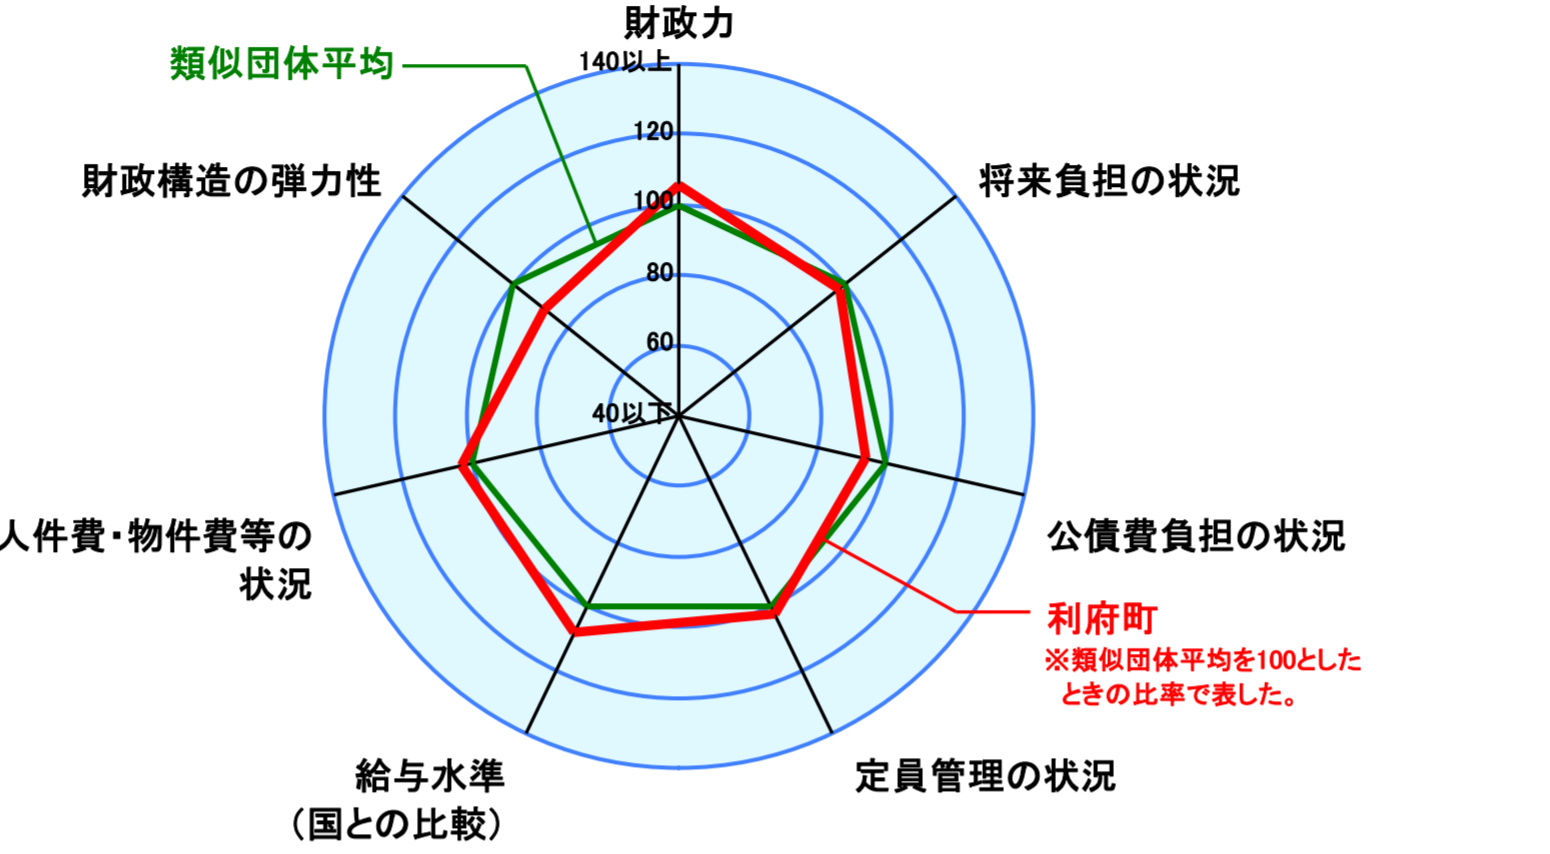 財政力
類似団体平均
140以上
120
100
80
60
40以下
財政構造の弾力性
将来負担の状況
人件費・物件費等の
状況
公債費負担の状況
利府町
※類似団体平均を100とした
ときの比率で表した。
給与水準
（国との比較）
定員管理の状況